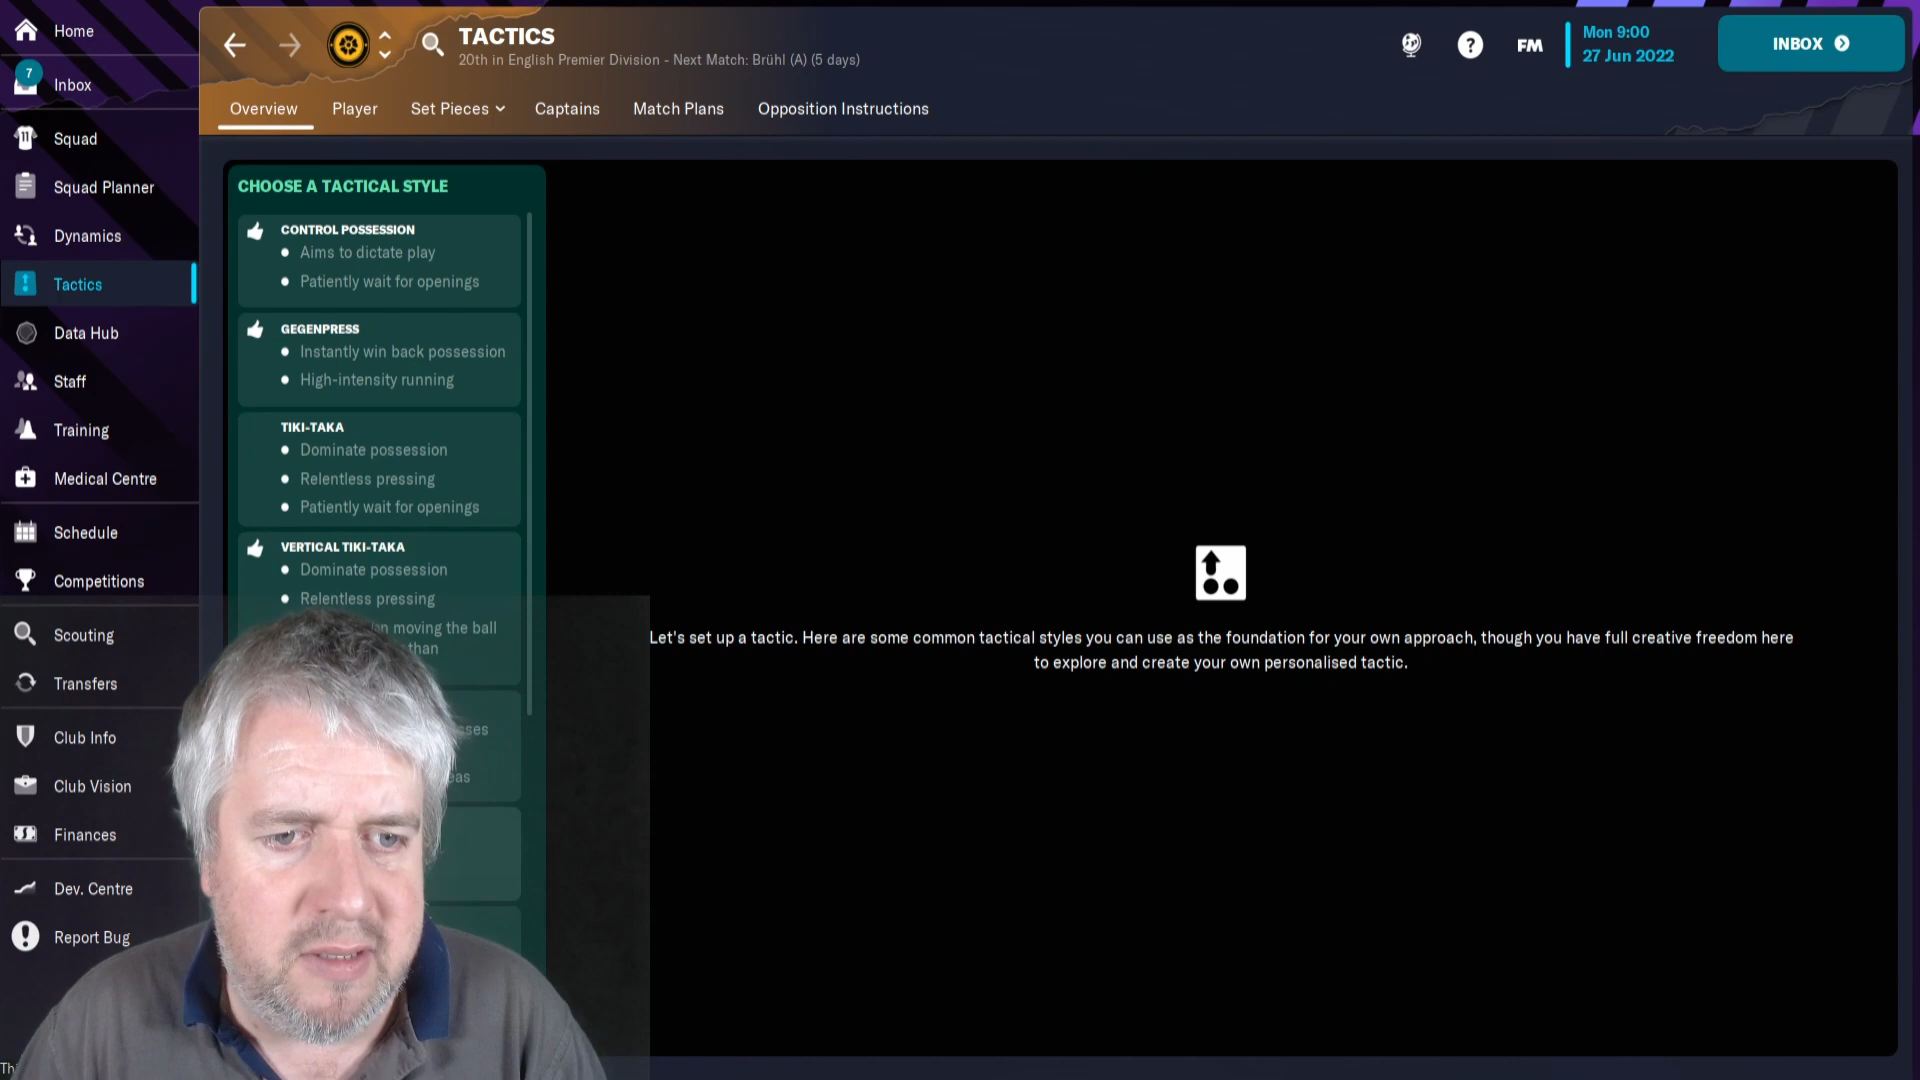 Home
7
Inbox
Squad
Squad Planner
Dynamics
Tactics
Data Hub
Staff
Training
Medical Centre
Schedule
Competitions
Scouting
Transfers
Club Info
Club Vision
Finances
Dev. Centre
Report Bug
TACTICS
20th in English Premier Division - Next Match: Brühl (A) (5 days)
FM
Mon 9:00
27 Jun 2022
INBOX
Overview
Player
Set Pieces
Captains
Match Plans
Opposition Instructions
CHOOSE A TACTICAL STYLE
CONTROL POSSESSION
Aims to dictate play
Patiently wait for openings
GEGENPRESS
Instantly win back possession
High-intensity running
TIKI-TAKA
Dominate possession
Relentless pressing
Patiently wait for openings
VERTICAL TIKI-TAKA
Dominate possession
Relentless pressing
moving the ball
than
Let's set up a tactic. Here are some common tactical styles you can use as the foundation for your own approach, though you have full creative freedom here
to explore and create your own personalised tactic.